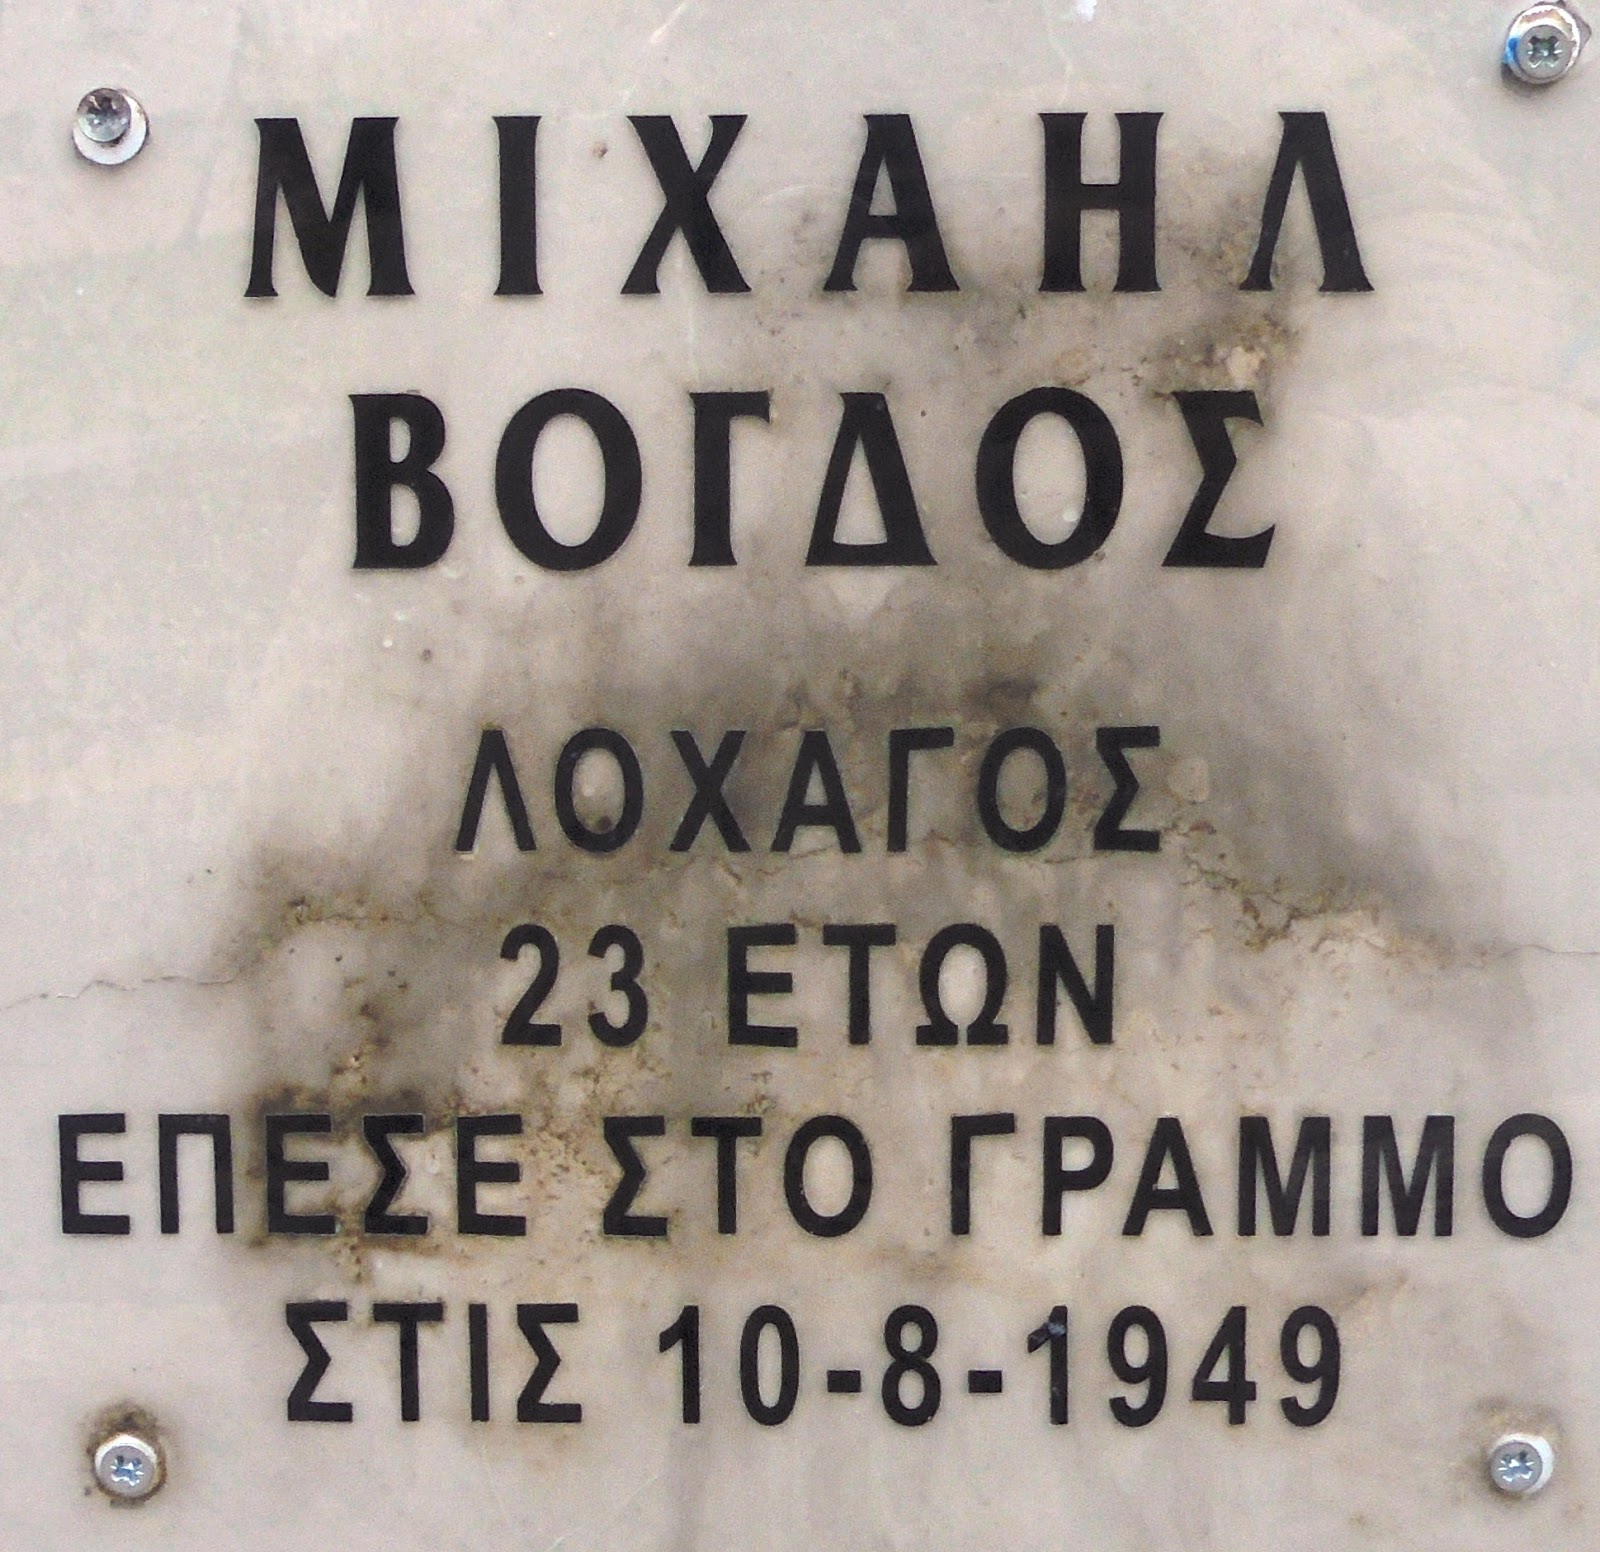 ΜΙΧΑΗΛ
ΒΟΓΔΟΣ
ΛΟΧΑΓΟΣ
23 ΕΤΩΝ
ΕΠΕΣΕ ΣΤΟ ΓΡΑΜΜΟ
ΣΤΙΣ 10-8-1949